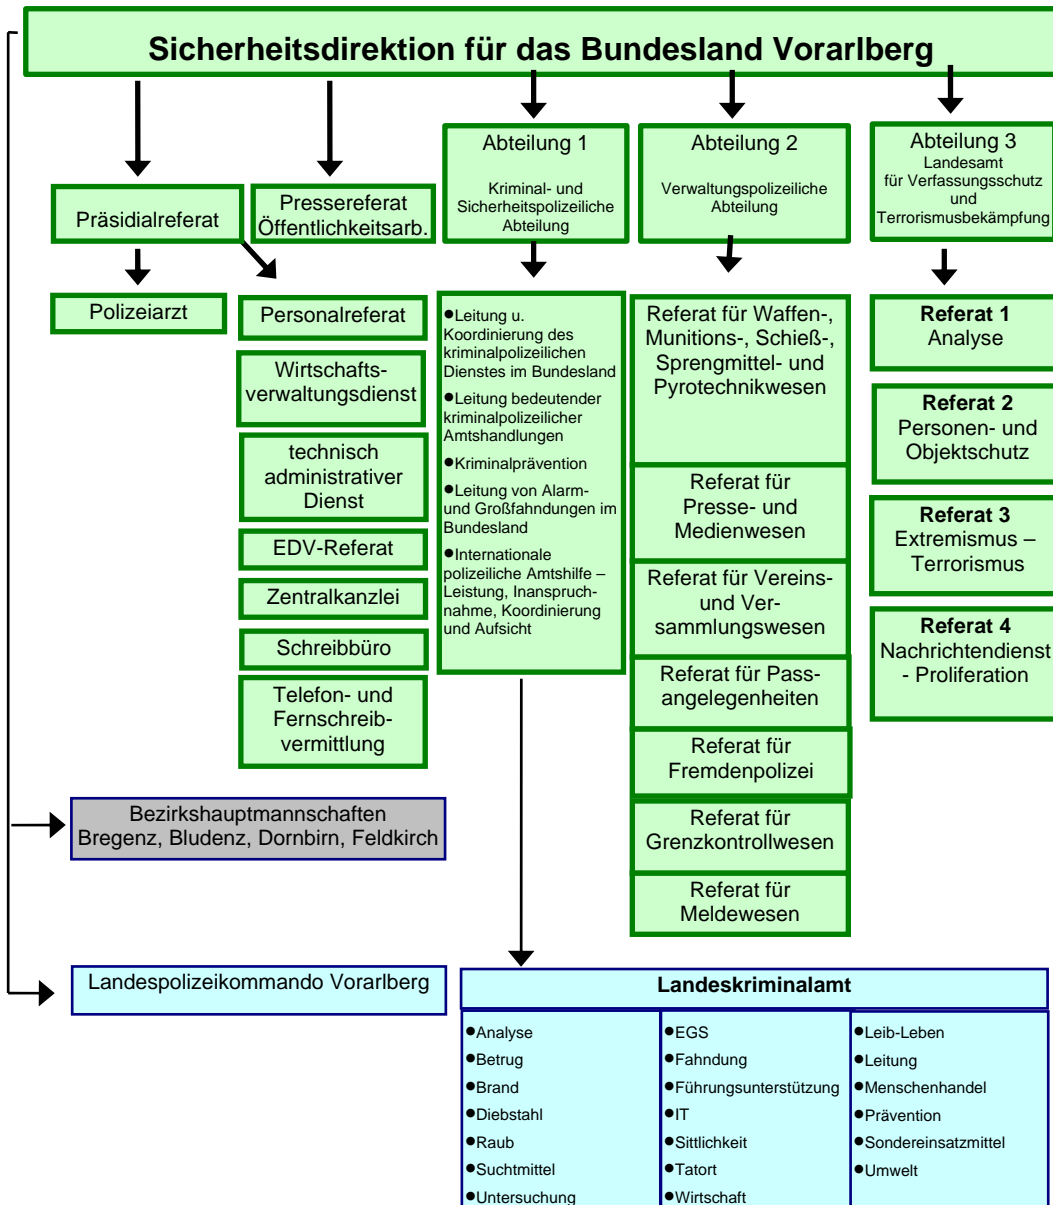 Sicherheitsdirektion für das Bundesland Vorarlberg
Präsidialreferat
Pressereferat
Öffentlichkeitsarb.
Abteilung 1
Kriminal- und
Sicherheitspolizeiliche
Abteilung
Abteilung 2
Verwaltungspolizeiliche
Abteilung
Abteilung 3
Landesamt
für Verfassungsschutz
und
Terrorismusbekämpfung
Polizeiarzt
Personalreferat
Wirtschafts-
verwaltungsdienst
technisch
administrativer
Dienst
EDV-Referat
Zentralkanzlei
Schreibbüro
Telefon- und
Fernschreib-
vermittlung
●Leitung u.
Koordinierung des
kriminalpolizeilichen
Dienstes im Bundesland
●Leitung bedeutender
kriminalpolizeilicher
Amtshandlungen
●Kriminalprävention
●Leitung von Alarm-
und Großfahndungen im
Bundesland
●Internationale
polizeiliche Amtshilfe –
Leistung, Inanspruch-
nahme, Koordinierung
und Aufsicht
Referat für Waffen-,
Munitions-, Schieß-,
Sprengmittel- und
Pyrotechnikwesen
Referat für
Presse- und
Medienwesen
Referat für Vereins-
und Ver-
sammlungswesen
Referat für Pass-
angelegenheiten
Referat für
Fremdenpolizei
Referat für
Grenzkontrollwesen
Referat für
Meldewesen
Referat 1
Analyse
Referat 2
Personen- und
Objektschutz
Referat 3
Extremismus –
Terrorismus
Referat 4
Nachrichtendienst
- Proliferation
Bezirkshauptmannschaften
Bregenz, Bludenz, Dornbirn, Feldkirch
Landespolizeikommando Vorarlberg
Landeskriminalamt
●Analyse
●Betrug
●Brand
●Diebstahl
●Raub
●Suchtmittel
●Untersuchung
●EGS
●Fahndung
●Führungsunterstützung
●IT
●Sittlichkeit
●Tatort
●Wirtschaft
●Leib-Leben
●Leitung
●Menschenhandel
●Prävention
●Sondereinsatzmittel
●Umwelt